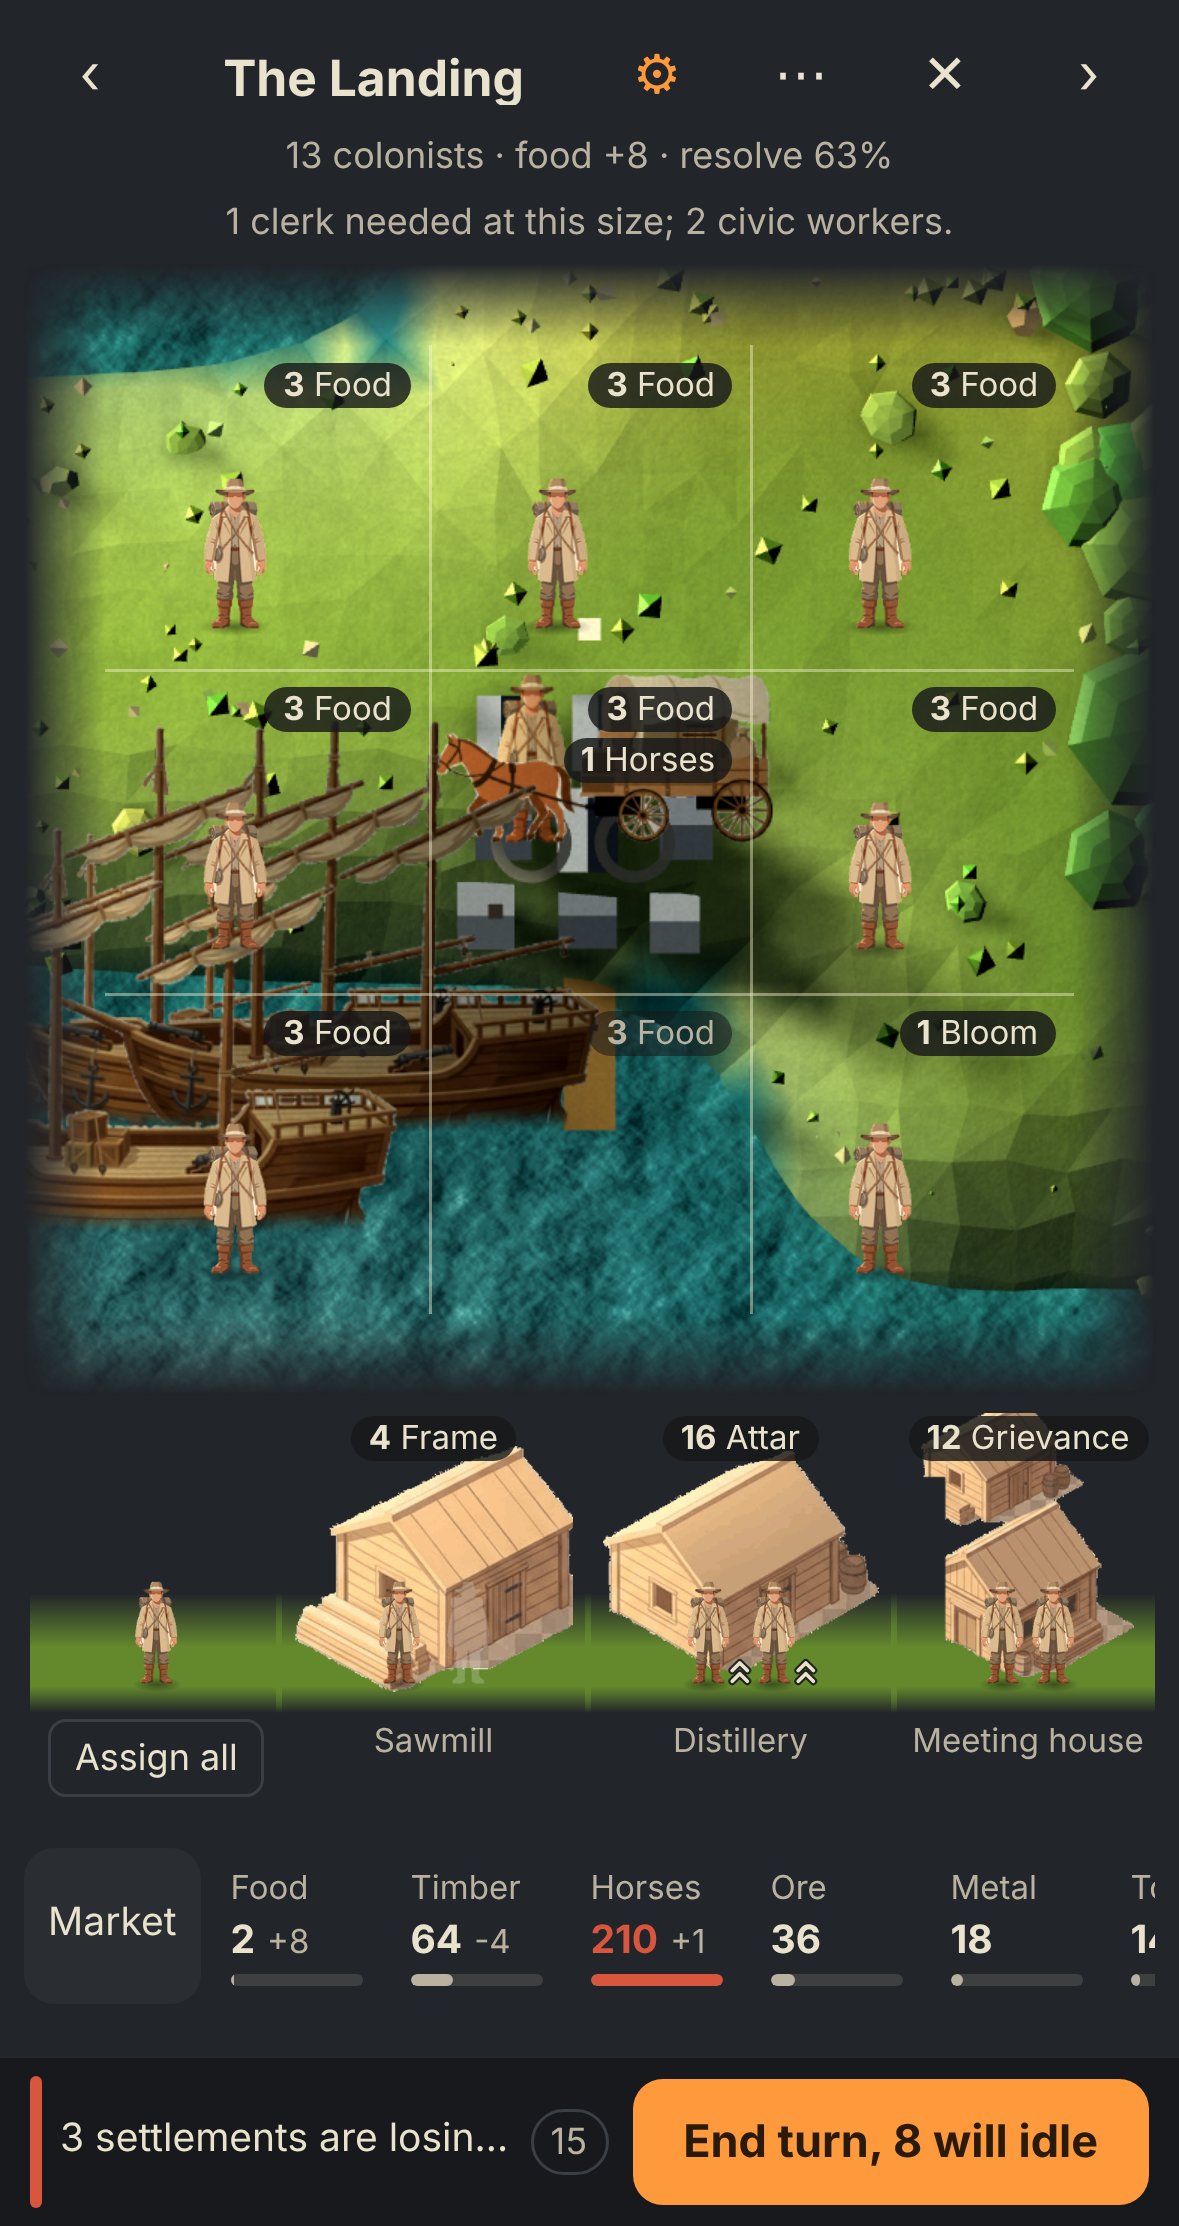 The Landing
13 colonists · food +8 · resolve 63%
1 clerk needed at this size; 2 civic workers.
3 Food
3 Food
3 Food
3 Food
3 Food
1 Horses
3 Food
3 Food
3 Food
1 Bloom
4 Frame
16 Attar
12 Grievance
Assign all
Sawmill
Distillery
Meeting house
Market
Food
2 +8
Timber
64 -4
Horses
210 +1
Ore
36
Metal
18
3 settlements are losin...
15
End turn, 8 will idle